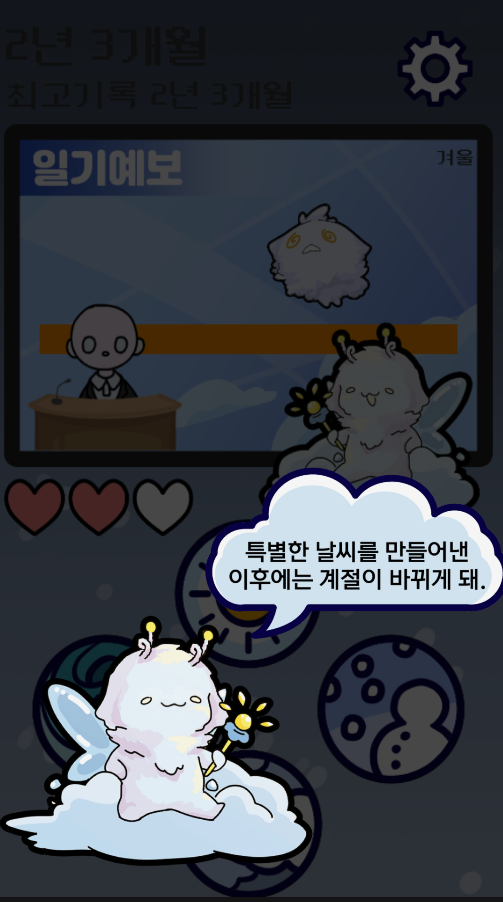 2년 3개월
최고기록 2년 3개월
일기예보
겨울
특별한 날씨를 만들어낸
이후에는 계절이 바뀌게 돼.